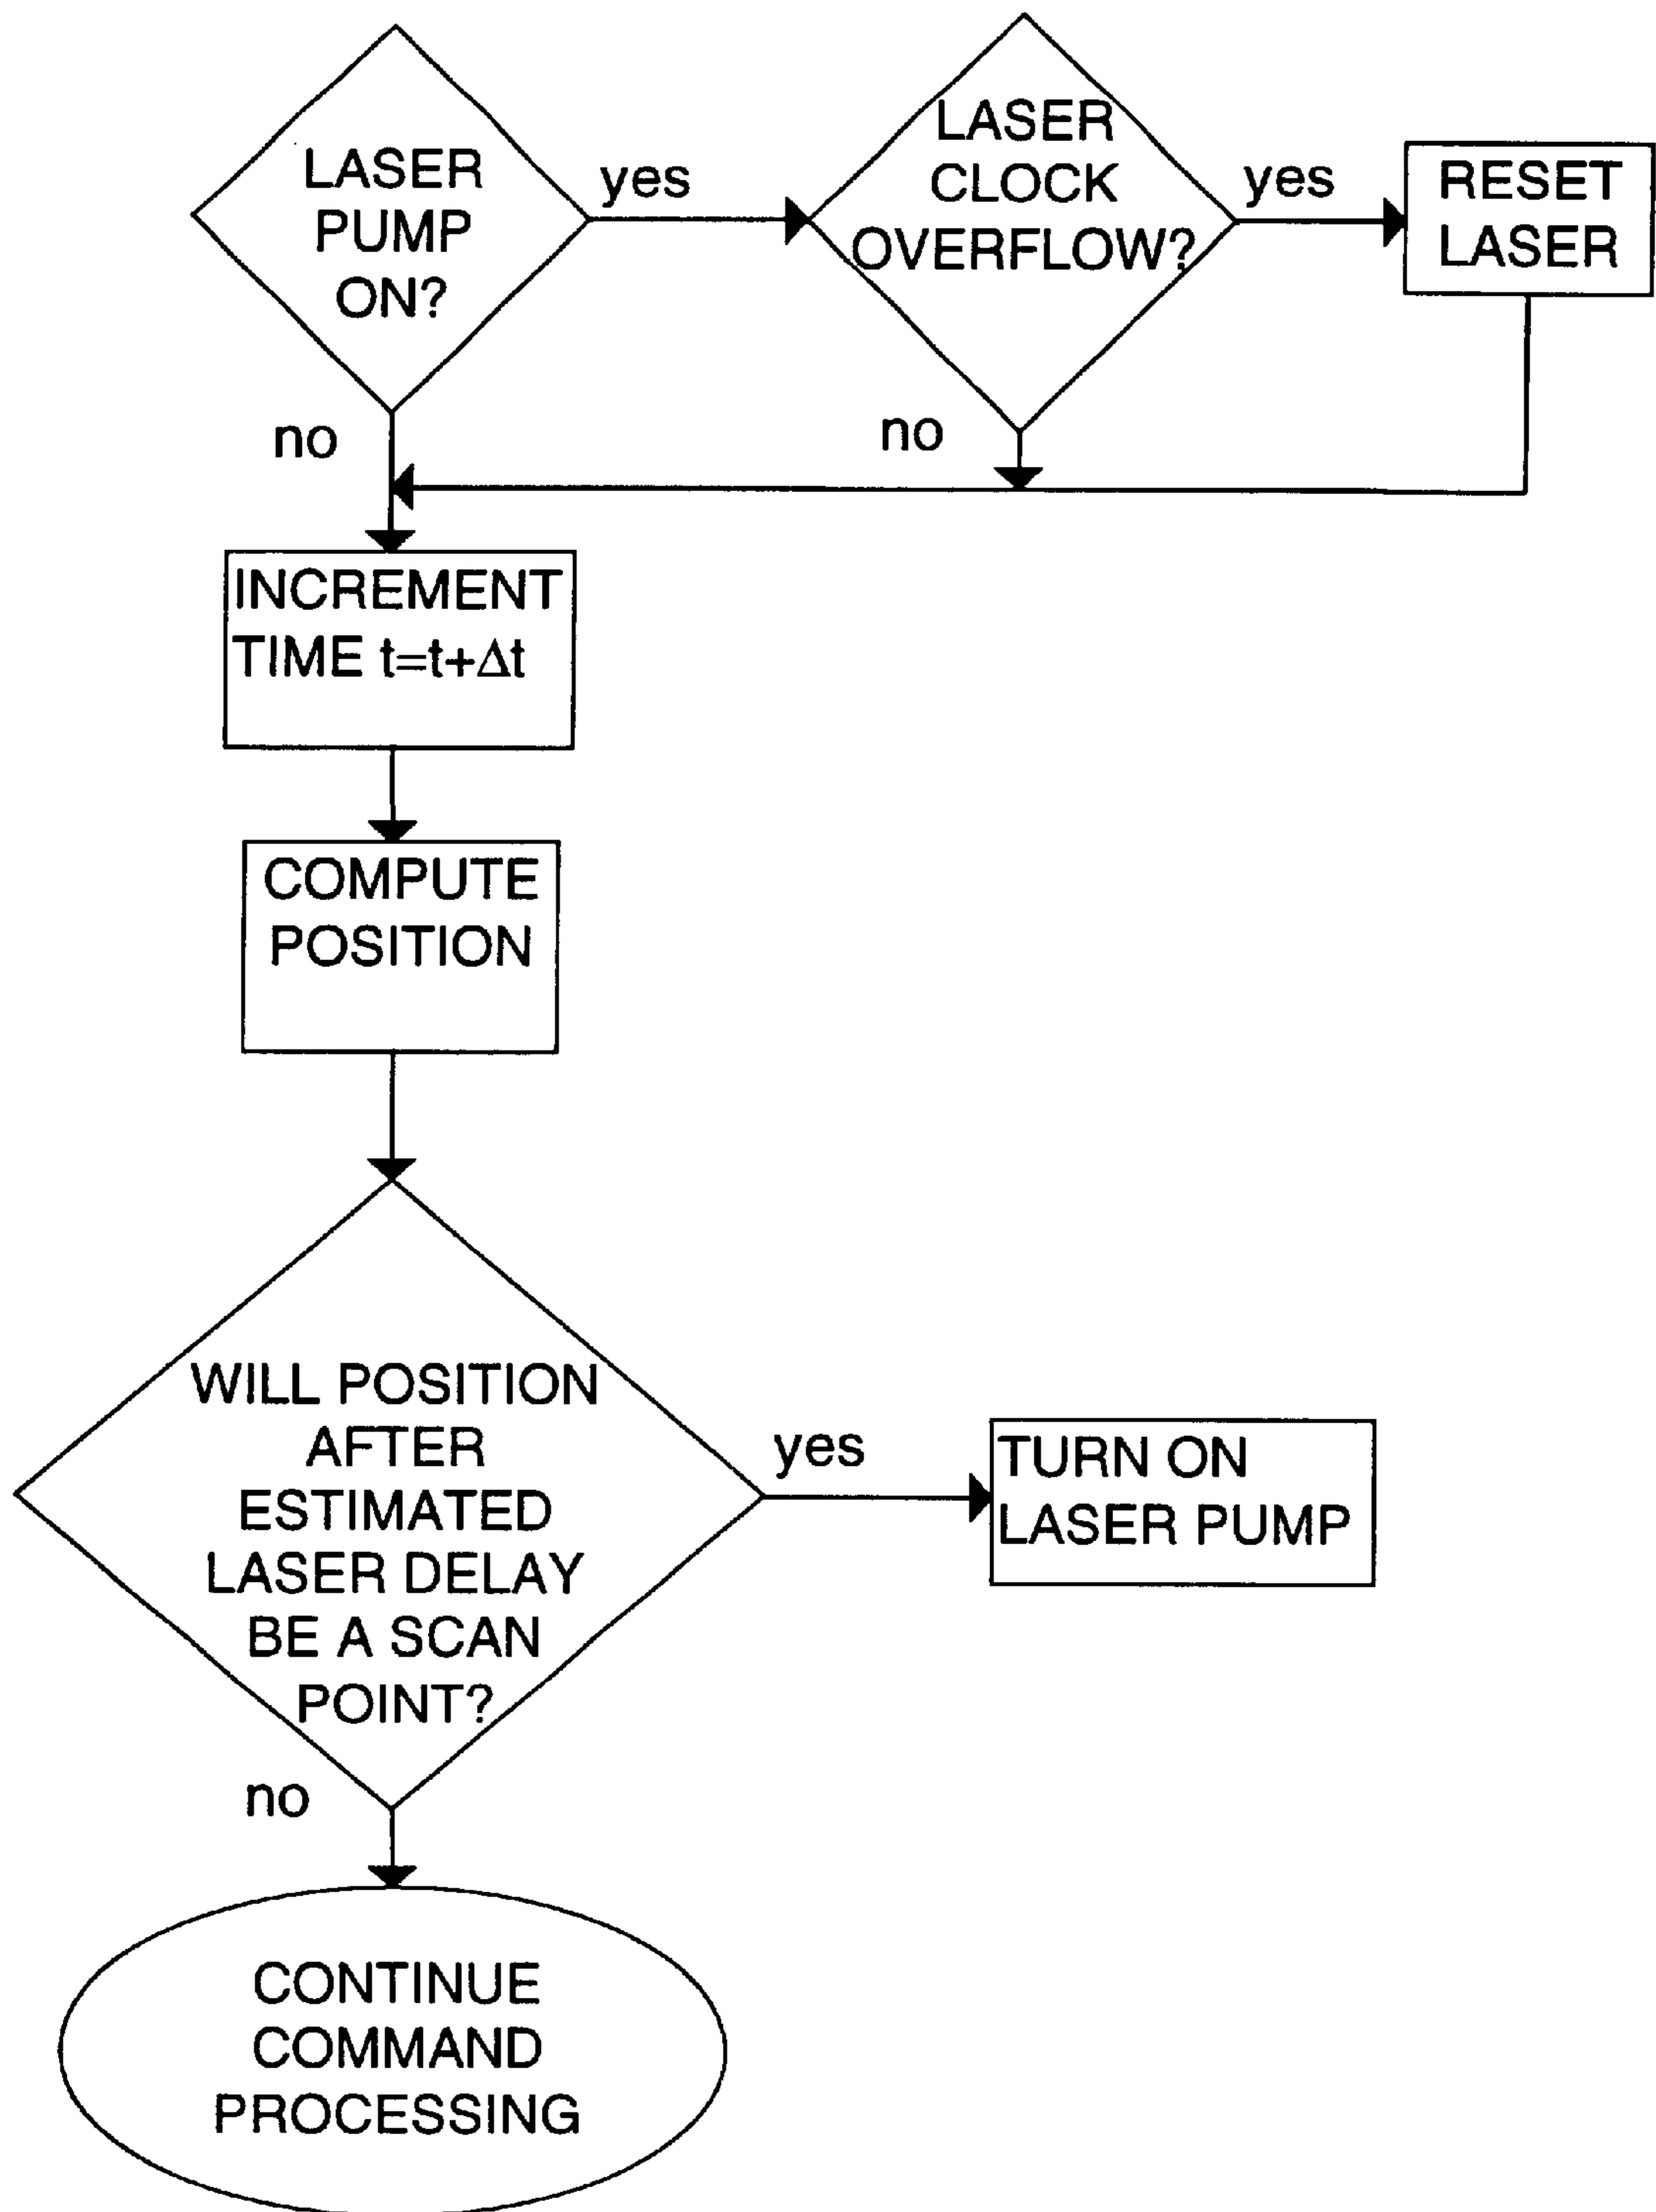 LASER
PUMP
ON?
yes
LASER
CLOCK
OVERFLOW?
yes
RESET
LASER
no
no
INCREMENT
TIME t=t+Δt
COMPUTE
POSITION
WILL POSITION
AFTER
ESTIMATED
LASER DELAY
BE A SCAN
POINT?
yes
TURN ON
LASER PUMP
no
CONTINUE
COMMAND
PROCESSING